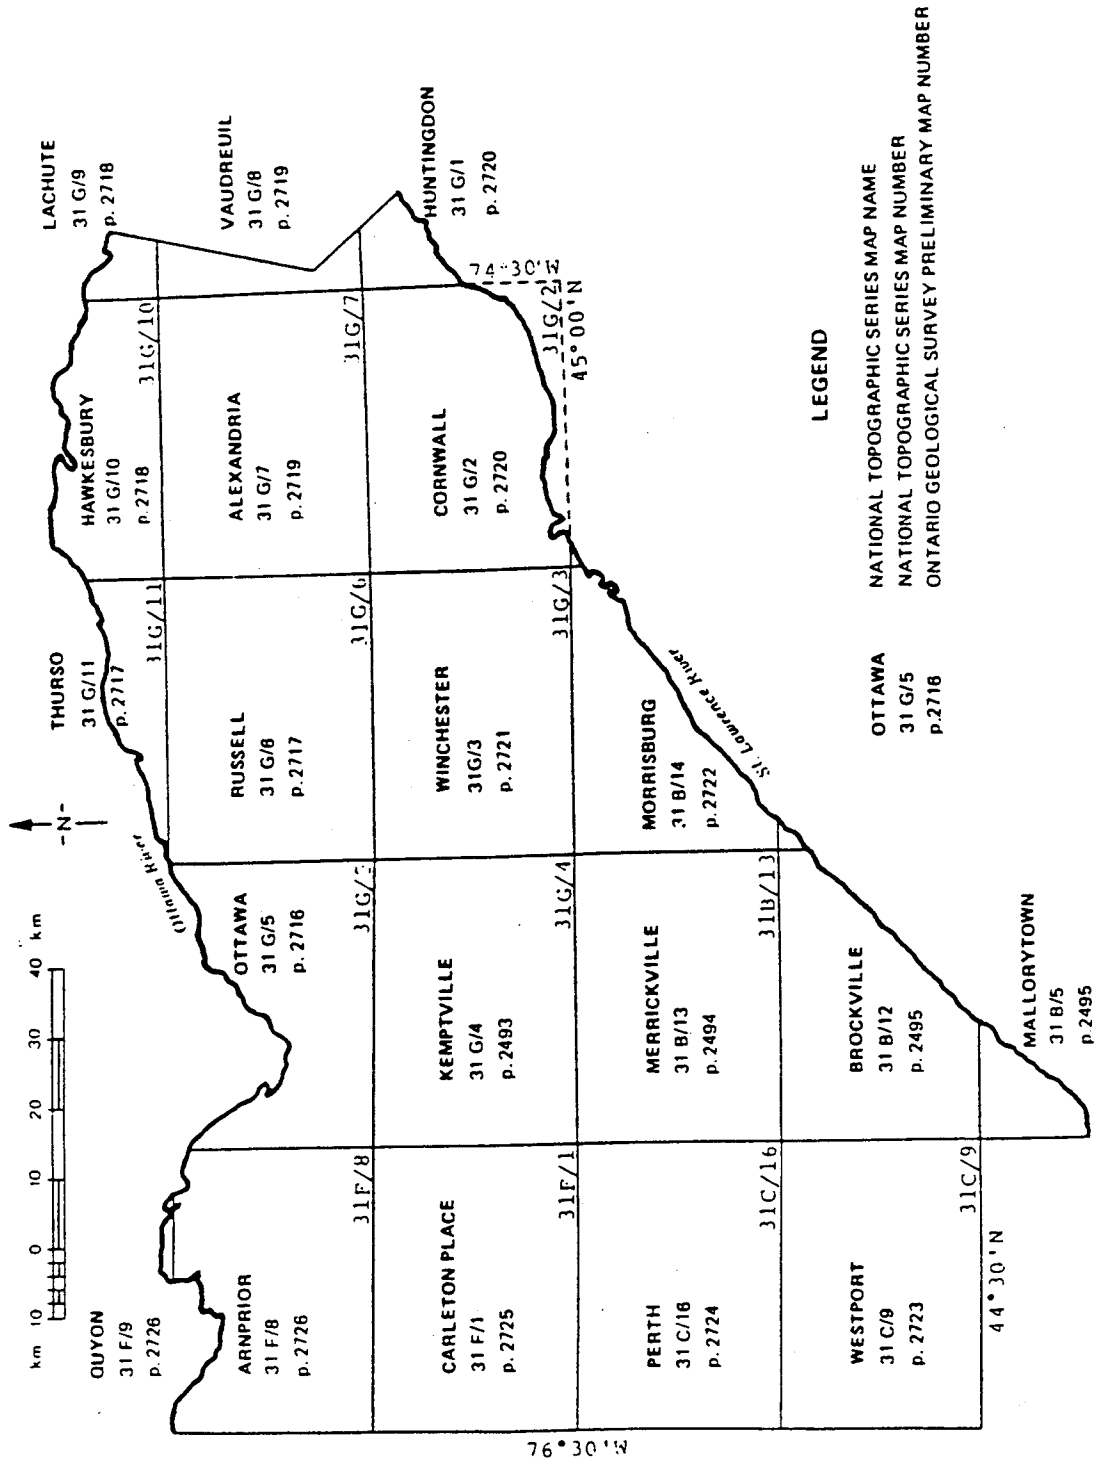 km 10 0 10 20 30 40 km
-N-
QUYON
31 F/9
p.2726
ARNPRIOR
31 F/8
p. 2726
31F/8
CARLETON PLACE
31 F/1
p. 2725
31F/1
PERTH
31 C/16
p. 2724
31C/16
WESTPORT
31 C/9
p. 2723
31C/9
44°30'N
76°30'W
Ottawa River
OTTAWA
31 G/5
p. 2716
KEMPTVILLE
31 G/4
p. 2493
31G/4
MERRICKVILLE
31 B/13
p. 2494
31B/13
BROCKVILLE
31 B/12
p. 2495
MALLORYTOWN
31 B/5
p.2495
THURSO
31 G/11
p.2717
31G/11
RUSSELL
31 G/6
p.2717
31G/6
WINCHESTER
31G/3
p.2721
31G/3
MORRISBURG
31 B/14
p.2722
St. Lawrence River
HAWKESBURY
31 G/10
p.2718
31G/10
ALEXANDRIA
31 G/7
p.2719
31G/7
CORNWALL
31 G/2
p.2720
31G/2
45°00'N
74°30'W
LACHUTE
31 G/9
p. 2718
VAUDREUIL
31 G/8
p. 2719
HUNTINGDON
31 G/1
p. 2720
LEGEND
OTTAWA NATIONAL TOPOGRAPHIC SERIES MAP NAME
31 G/5 NATIONAL TOPOGRAPHIC SERIES MAP NUMBER
p.2716 ONTARIO GEOLOGICAL SURVEY PRELIMINARY MAP NUMBER